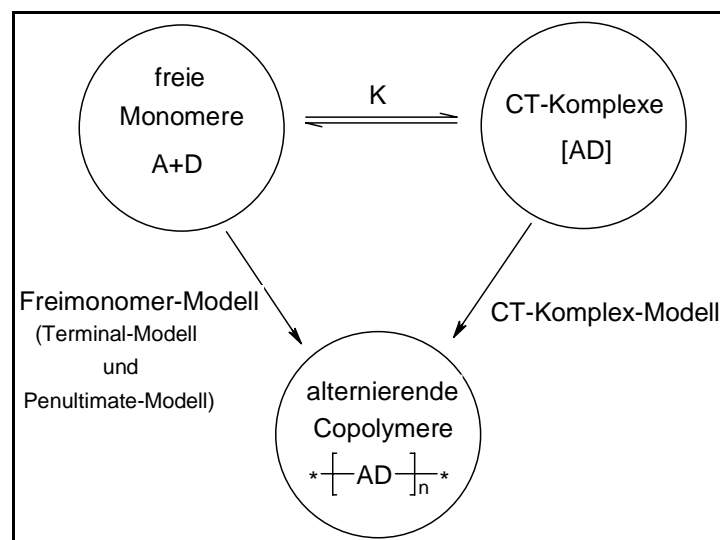 freie
Monomere
A+D
K
CT-Komplexe
[AD]
Freimonomer-Modell
(Terminal-Modell
und
Penultimate-Modell)
CT-Komplex-Modell
alternierende
Copolymere
*[AD]n*